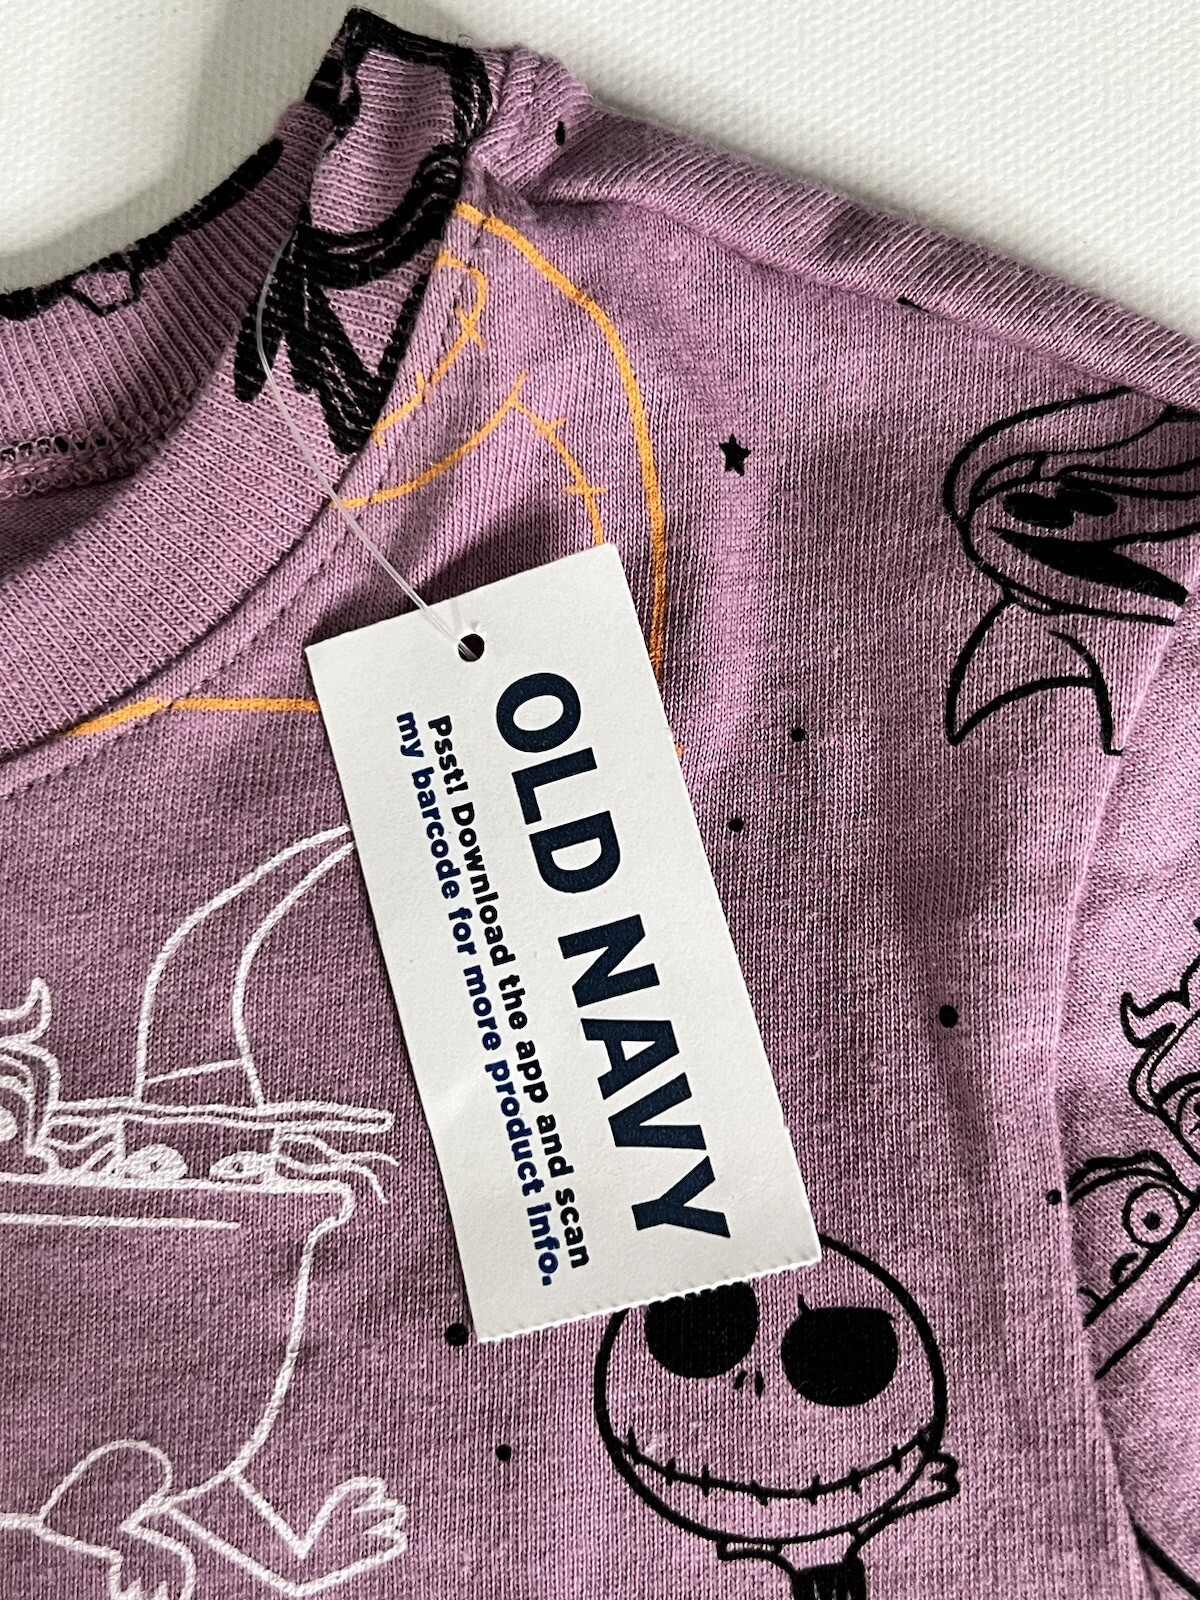 OLD NAVY
Psst! Download the app and scan
my barcode for more product info.